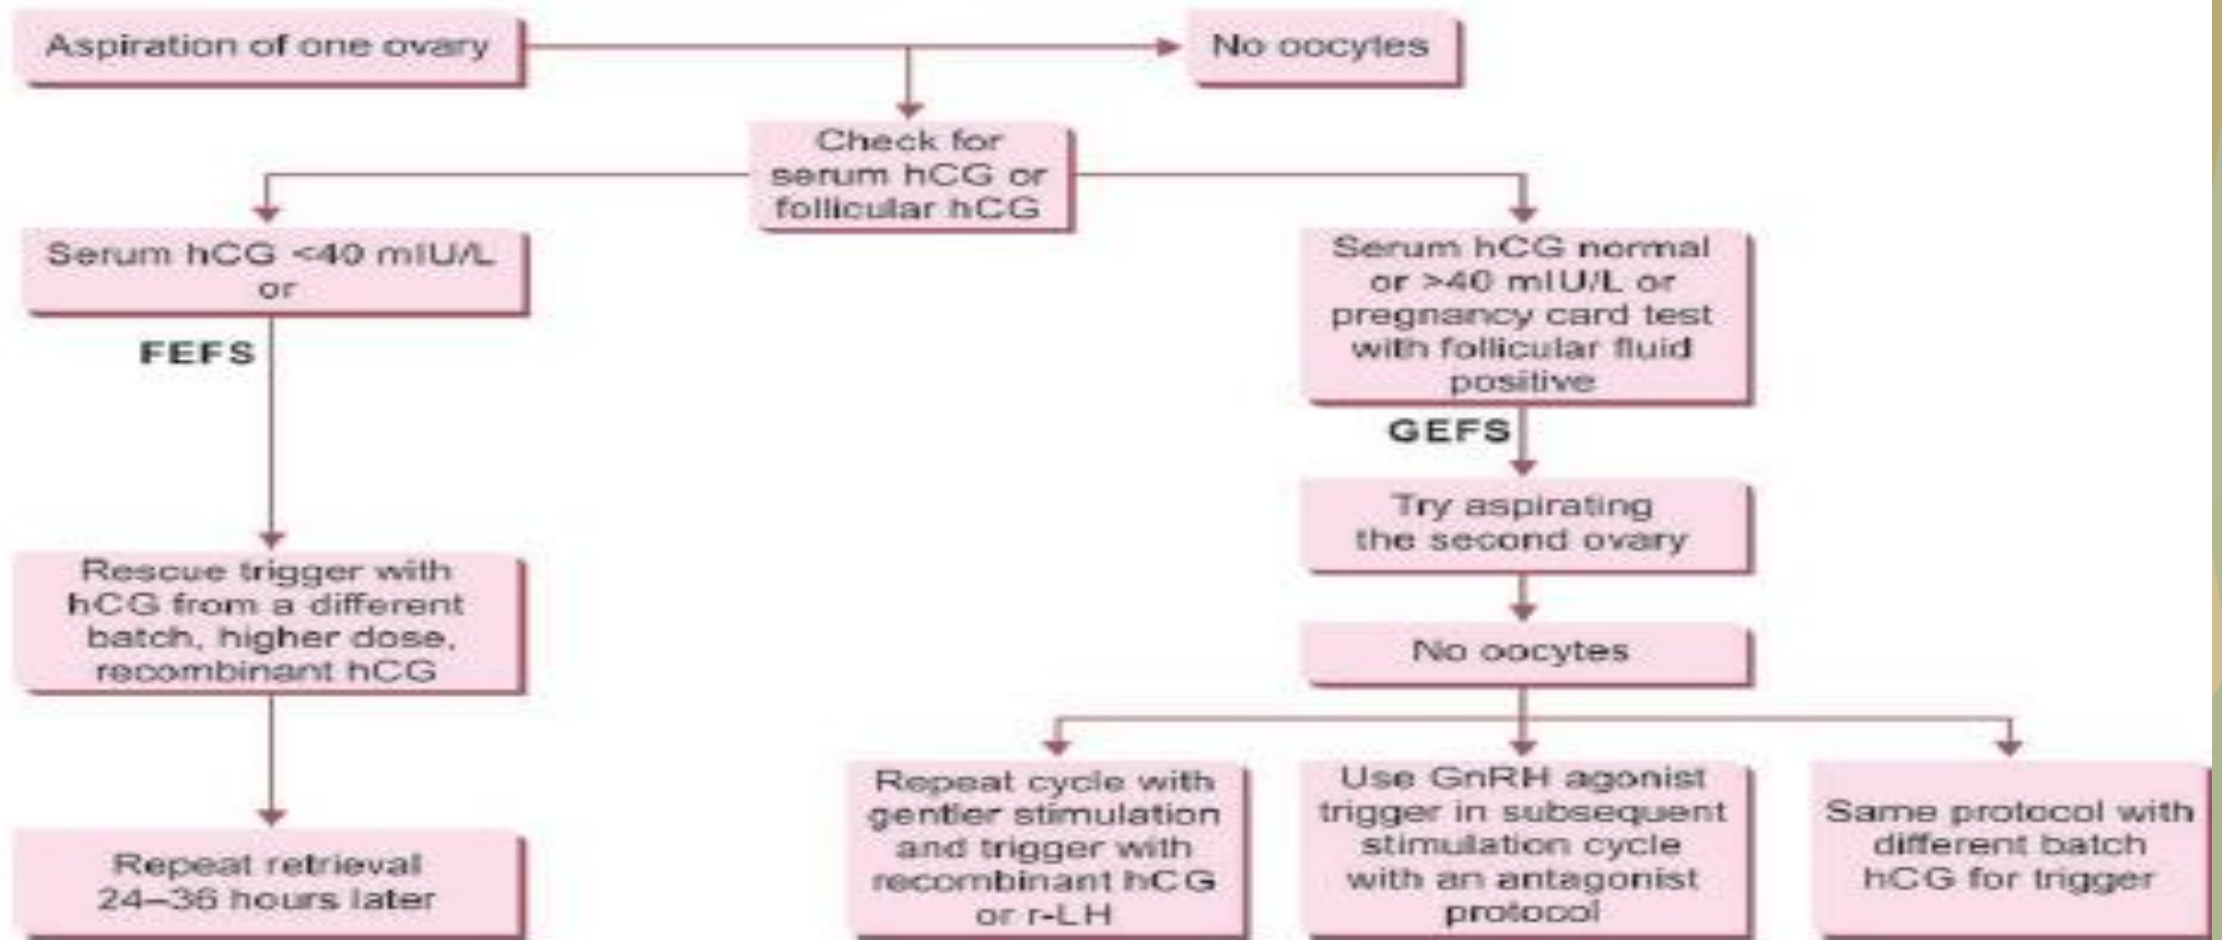 Aspiration of one ovary
No oocytes
Check for
serum hCG or
follicular hCG
Serum hCG <40 mIU/L
or
Serum hCG normal
or >40 mIU/L or
pregnancy card test
with follicular fluid
positive
FEFS
GEFS
Try aspirating
the second ovary
Rescue trigger with
hCG from a different
batch, higher dose,
recombinant hCG
No oocytes
Repeat retrieval
24–36 hours later
Repeat cycle with
gentler stimulation
and trigger with
recombinant hCG
or r-LH
Use GnRH agonist
trigger in subsequent
stimulation cycle
with an antagonist
protocol
Same protocol with
different batch
hCG for trigger